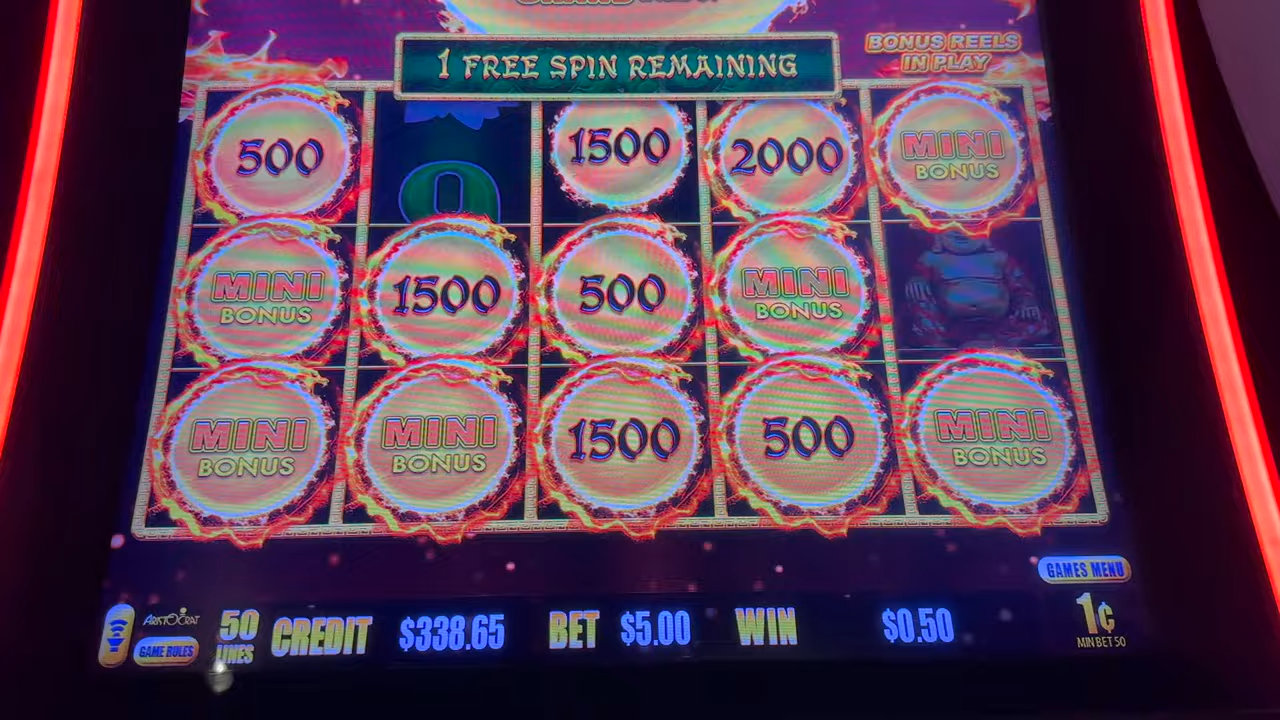 1 FREE SPIN REMAINING
BONUS REELS
IN PLAY
500
1500
2000
MINI
BONUS
MINI
BONUS
1500
500
MINI
BONUS
MINI
BONUS
MINI
BONUS
1500
500
MINI
BONUS
GAMES MENU
ARISTOCRAT
GAME RULES
50
LINES
CREDIT $338.65 BET $5.00 WIN $0.50
1¢
MIN BET 50